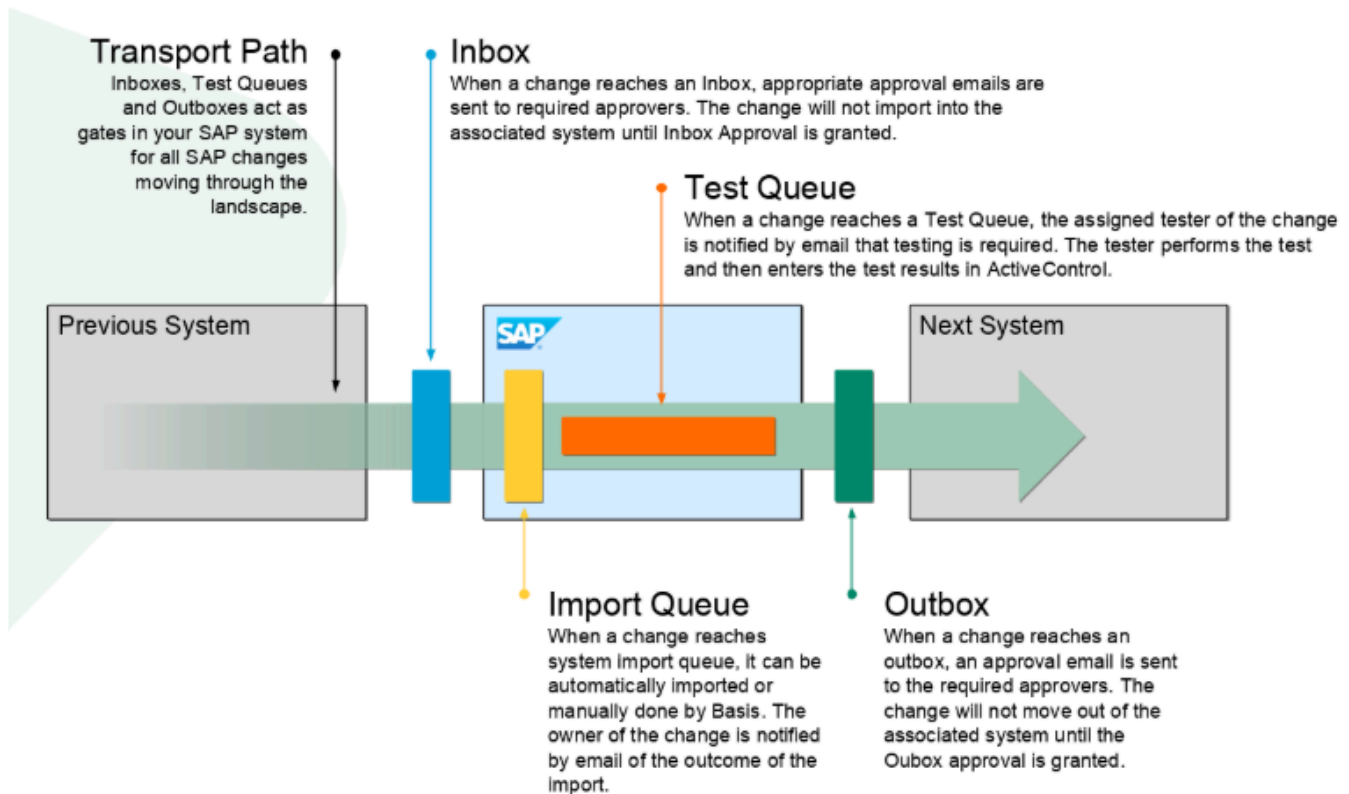 Transport Path
Inboxes, Test Queues
and Outboxes act as
gates in your SAP system
for all SAP changes
moving through the
landscape.
Inbox
When a change reaches an Inbox, appropriate approval emails are
sent to required approvers. The change will not import into the
associated system until Inbox Approval is granted.
Test Queue
When a change reaches a Test Queue, the assigned tester of the change
is notified by email that testing is required. The tester performs the test
and then enters the test results in ActiveControl.
Previous System
SAP
Next System
Import Queue
When a change reaches
system import queue, it can be
automatically imported or
manually done by Basis. The
owner of the change is notified
by email of the outcome of the
import.
Outbox
When a change reaches an
outbox, an approval email is sent
to the required approvers. The
change will not move out of the
associated system until the
Oubox approval is granted.